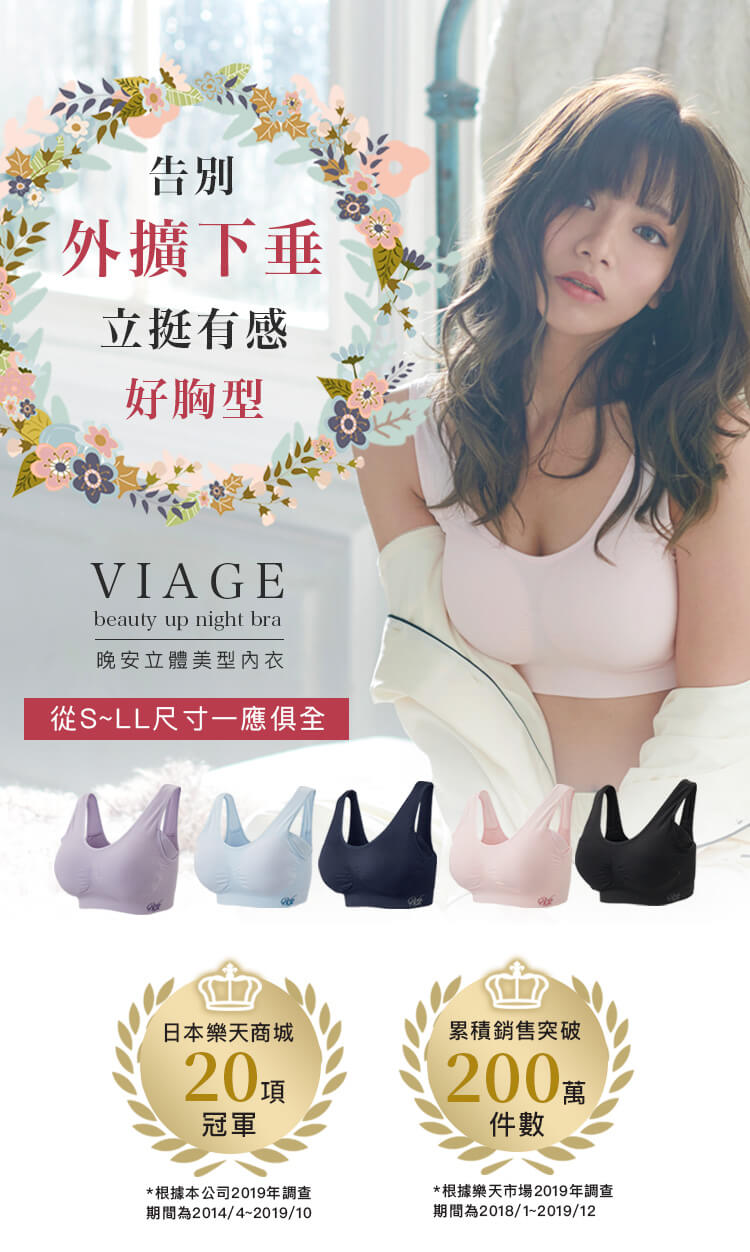 告別
外擴下垂
立挺有感
好胸型
VIAGE
beauty up night bra
晚安立體美型內衣
從S~LL尺寸一應俱全
日本樂天商城
20項
冠軍
*根據本公司2019年調查
期間為2014/4~2019/10
累積銷售突破
200萬
件數
*根據樂天市場2019年調查
期間為2018/1~2019/12